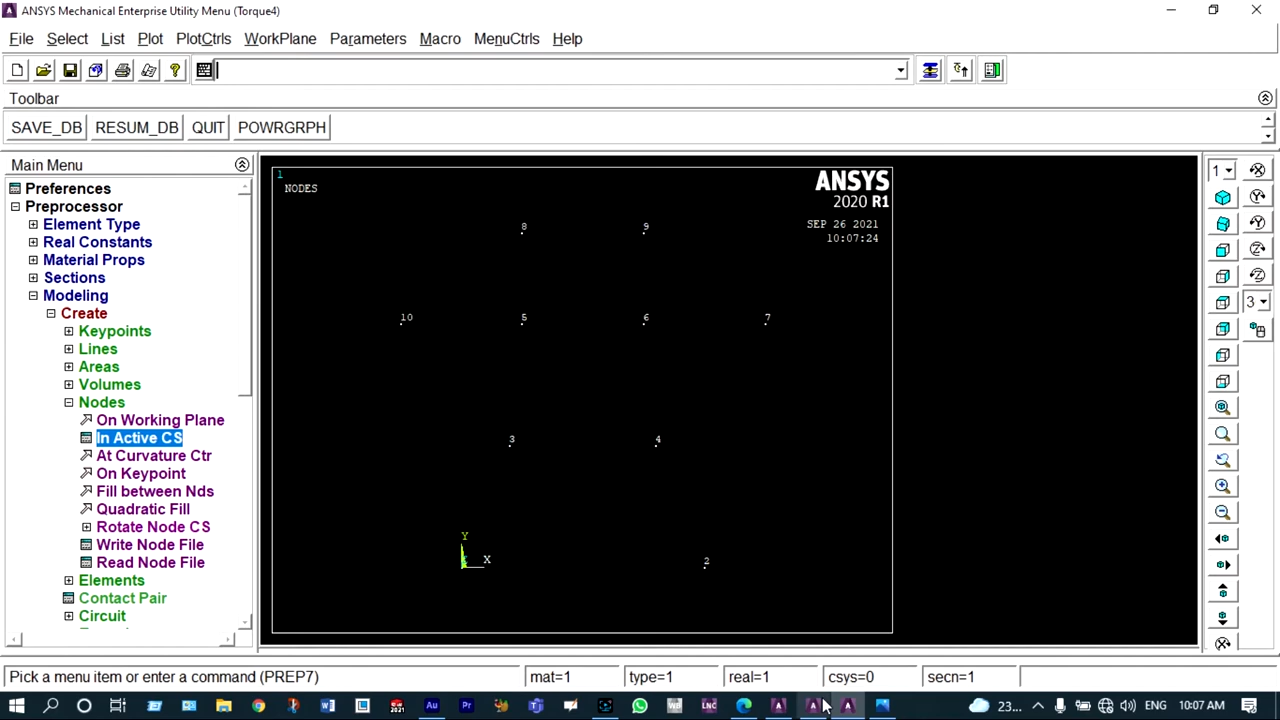 ANSYS Mechanical Enterprise Utility Menu (Torque4)
File Select List Plot PlotCtrls WorkPlane Parameters Macro MenuCtrls Help
Toolbar
SAVE_DB RESUM_DB QUIT POWRGRPH
Main Menu
Preferences
Preprocessor
Element Type
Real Constants
Material Props
Sections
Modeling
Create
Keypoints
Lines
Areas
Volumes
Nodes
On Working Plane
In Active CS
At Curvature Ctr
On Keypoint
Fill between Nds
Quadratic Fill
Rotate Node CS
Write Node File
Read Node File
Elements
Contact Pair
Circuit
1
NODES
ANSYS
2020 R1
SEP 26 2021
10:07:24
8 9
10 5 6 7
3 4
Y
X
2
1
3
Pick a menu item or enter a command (PREP7) mat=1 type=1 real=1 csys=0 secn=1
23... ENG 10:07 AM